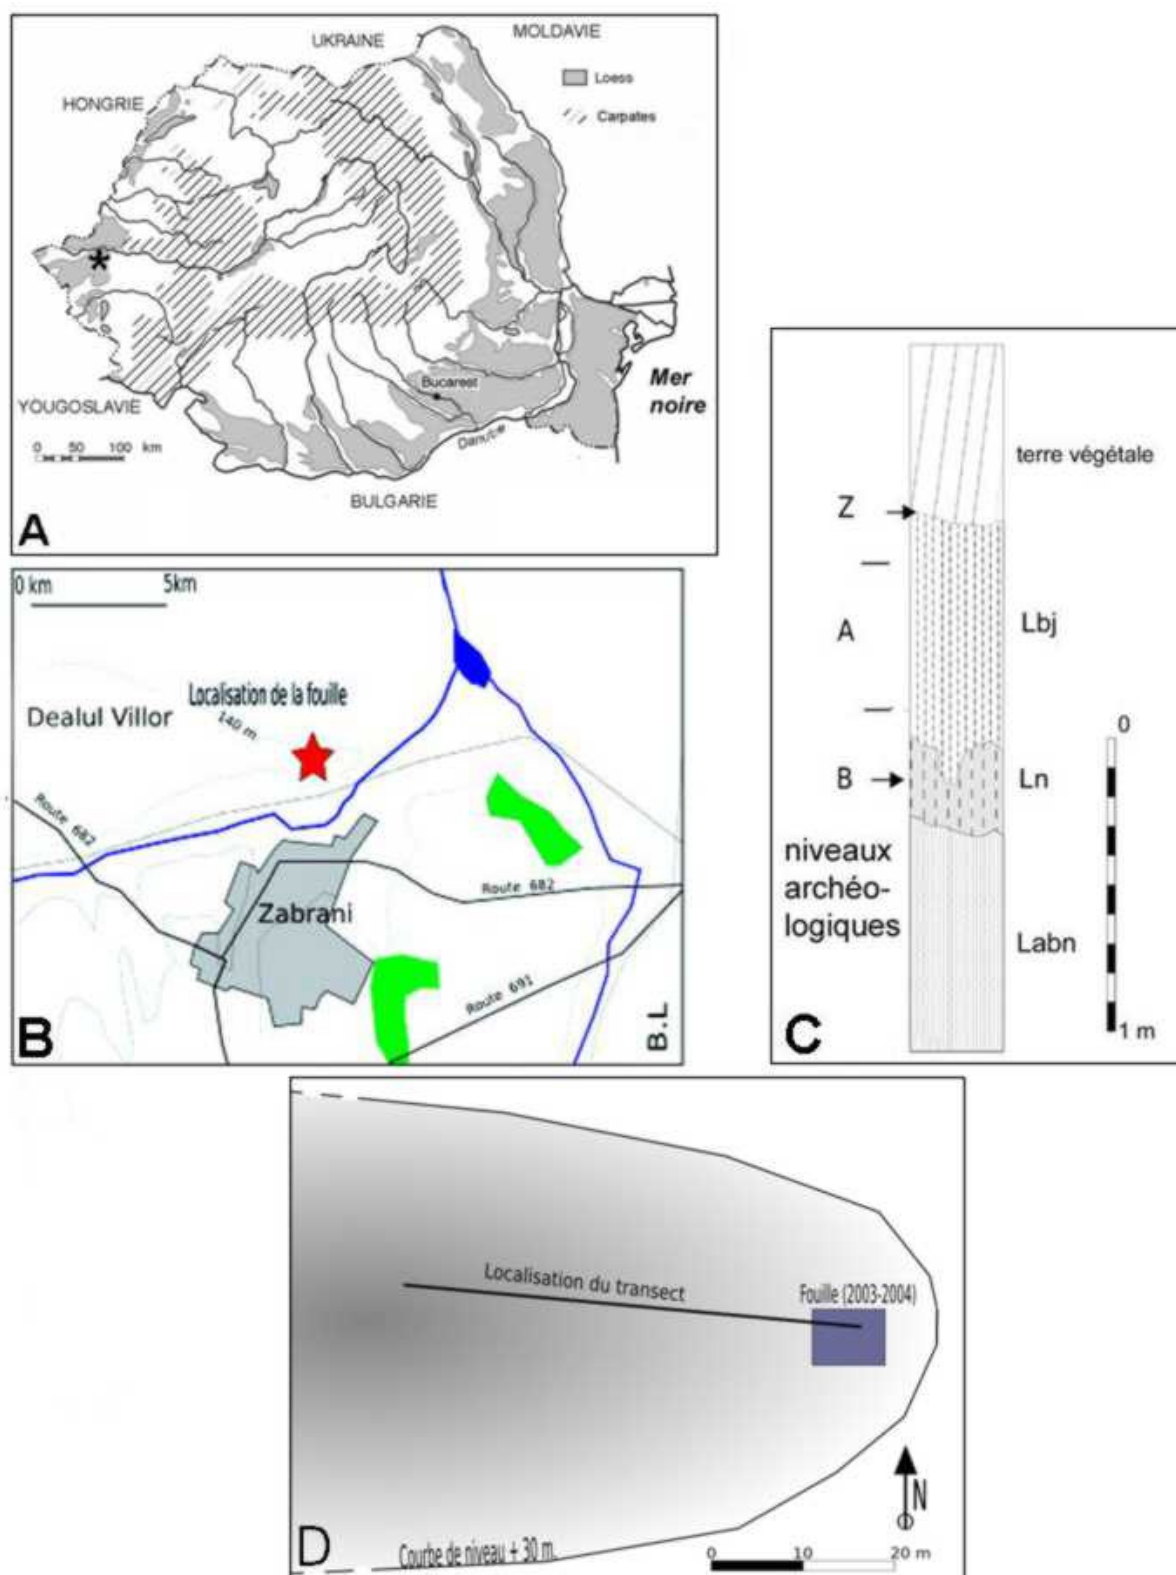 UKRAINE
MOLDAVIE
Loess
HONGRIE
Carpates
Bucarest
Mer
noire
YOUGOSLAVIE
0 50 100 km
Danube
BULGARIE
A
0 km 5km
Localisation de la fouille
140 m
Dealul Villor
Route 682
Zabrani
Route 682
Route 691
B.L
B
terre végétale
Z
A
Lbj
0
B
Ln
niveaux
archéo-
logiques
Labn
C
1 m
Localisation du transect
Fouille (2003-2004)
N
D
Courbe de niveau + 30 m.
0 10 20 m